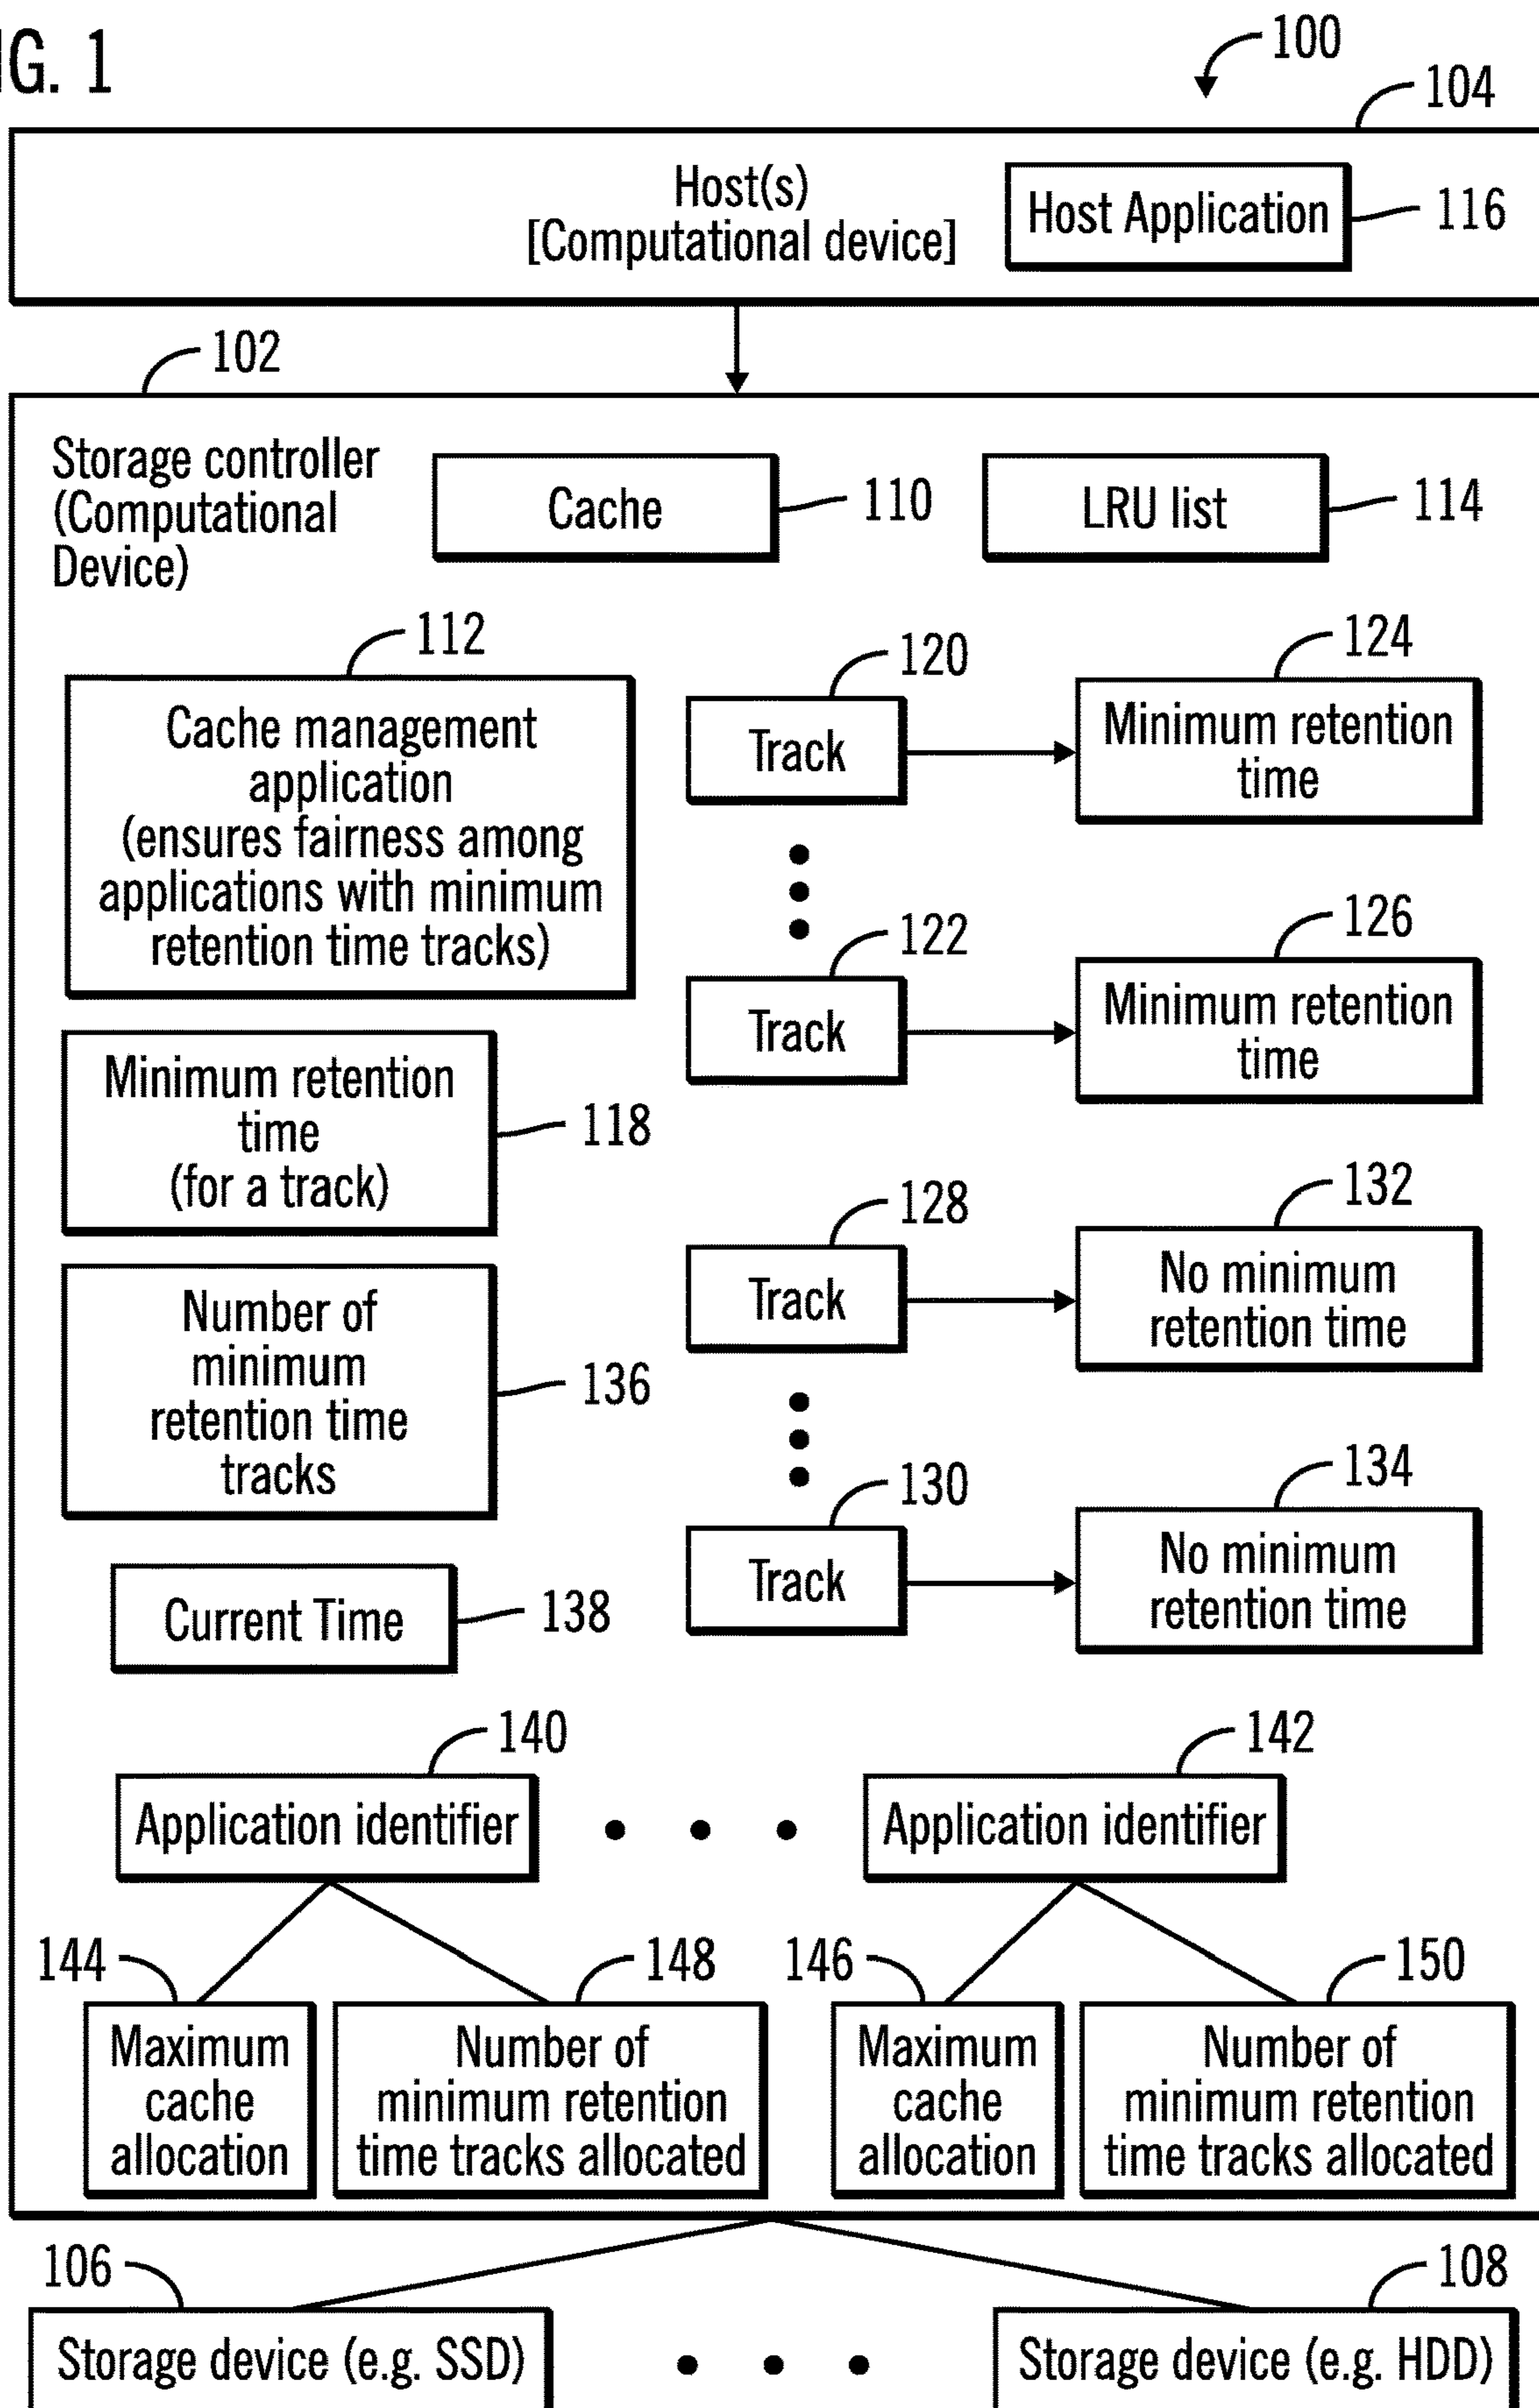 IG. 1
100
104
Host(s)
[Computational device]
Host Application
116
102
Storage controller
(Computational
Device)
Cache
110
LRU list
114
112
Cache management
application
(ensures fairness among
applications with minimum
retention time tracks)
120
Track
124
Minimum retention
time
122
Track
126
Minimum retention
time
Minimum retention
time
(for a track)
118
128
Track
132
No minimum
retention time
Number of
minimum
retention time
tracks
136
130
Track
134
No minimum
retention time
Current Time
138
140
Application identifier
142
Application identifier
144
Maximum
cache
allocation
148
Number of
minimum retention
time tracks allocated
146
Maximum
cache
allocation
150
Number of
minimum retention
time tracks allocated
106
Storage device (e.g. SSD)
108
Storage device (e.g. HDD)